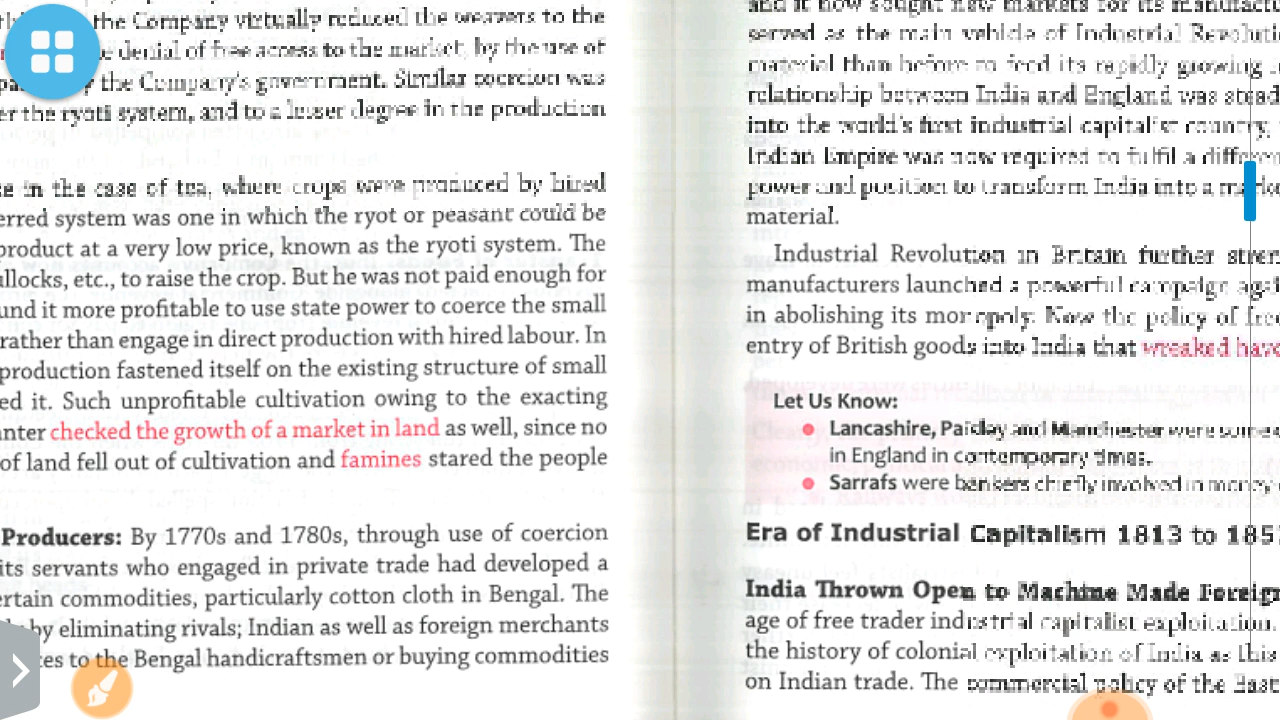 the Company virtually reduced the weavers to the
denial of free access to the market, by the use of
the Company's government. Similar coercion was
er the ryoti system, and to a lesser degree in the production
se in the case of tea, where crops were produced by hired
erred system was one in which the ryot or peasant could be
product at a very low price, known as the ryoti system. The
ullocks, etc., to raise the crop. But he was not paid enough for
und it more profitable to use state power to coerce the small
rather than engage in direct production with hired labour. In
production fastened itself on the existing structure of small
ed it. Such unprofitable cultivation owing to the exacting
anter checked the growth of a market in land as well, since no
of land fell out of cultivation and famines stared the people
Producers: By 1770s and 1780s, through use of coercion
its servants who engaged in private trade had developed a
ertain commodities, particularly cotton cloth in Bengal. The
by eliminating rivals; Indian as well as foreign merchants
ces to the Bengal handicraftsmen or buying commodities
and it now sought new markets for its manufactu
served as the main vehicle of Industrial Revoluti
material than before to feed its rapidly growing
relationship between India and England was stead
into the world's first industrial capitalist country,
Indian Empire was now required to fulfil a differen
power and position to transform India into a
material.
Industrial Revolution in Britain further stren
manufacturers launched a powerful campaign agai
in abolishing its monopoly. Now the policy of free
entry of British goods into India that wreaked havo
Let Us Know:
• Lancashire, Paisley and Manchester were some
in England in contemporary times.
• Sarrafs were bankers chiefly involved in money
Era of Industrial Capitalism 1813 to 185
India Thrown Open to Machine Made Foreign
age of free trader industrial capitalist exploitation.
the history of colonial exploitation of India as this
on Indian trade. The commercial policy of the East